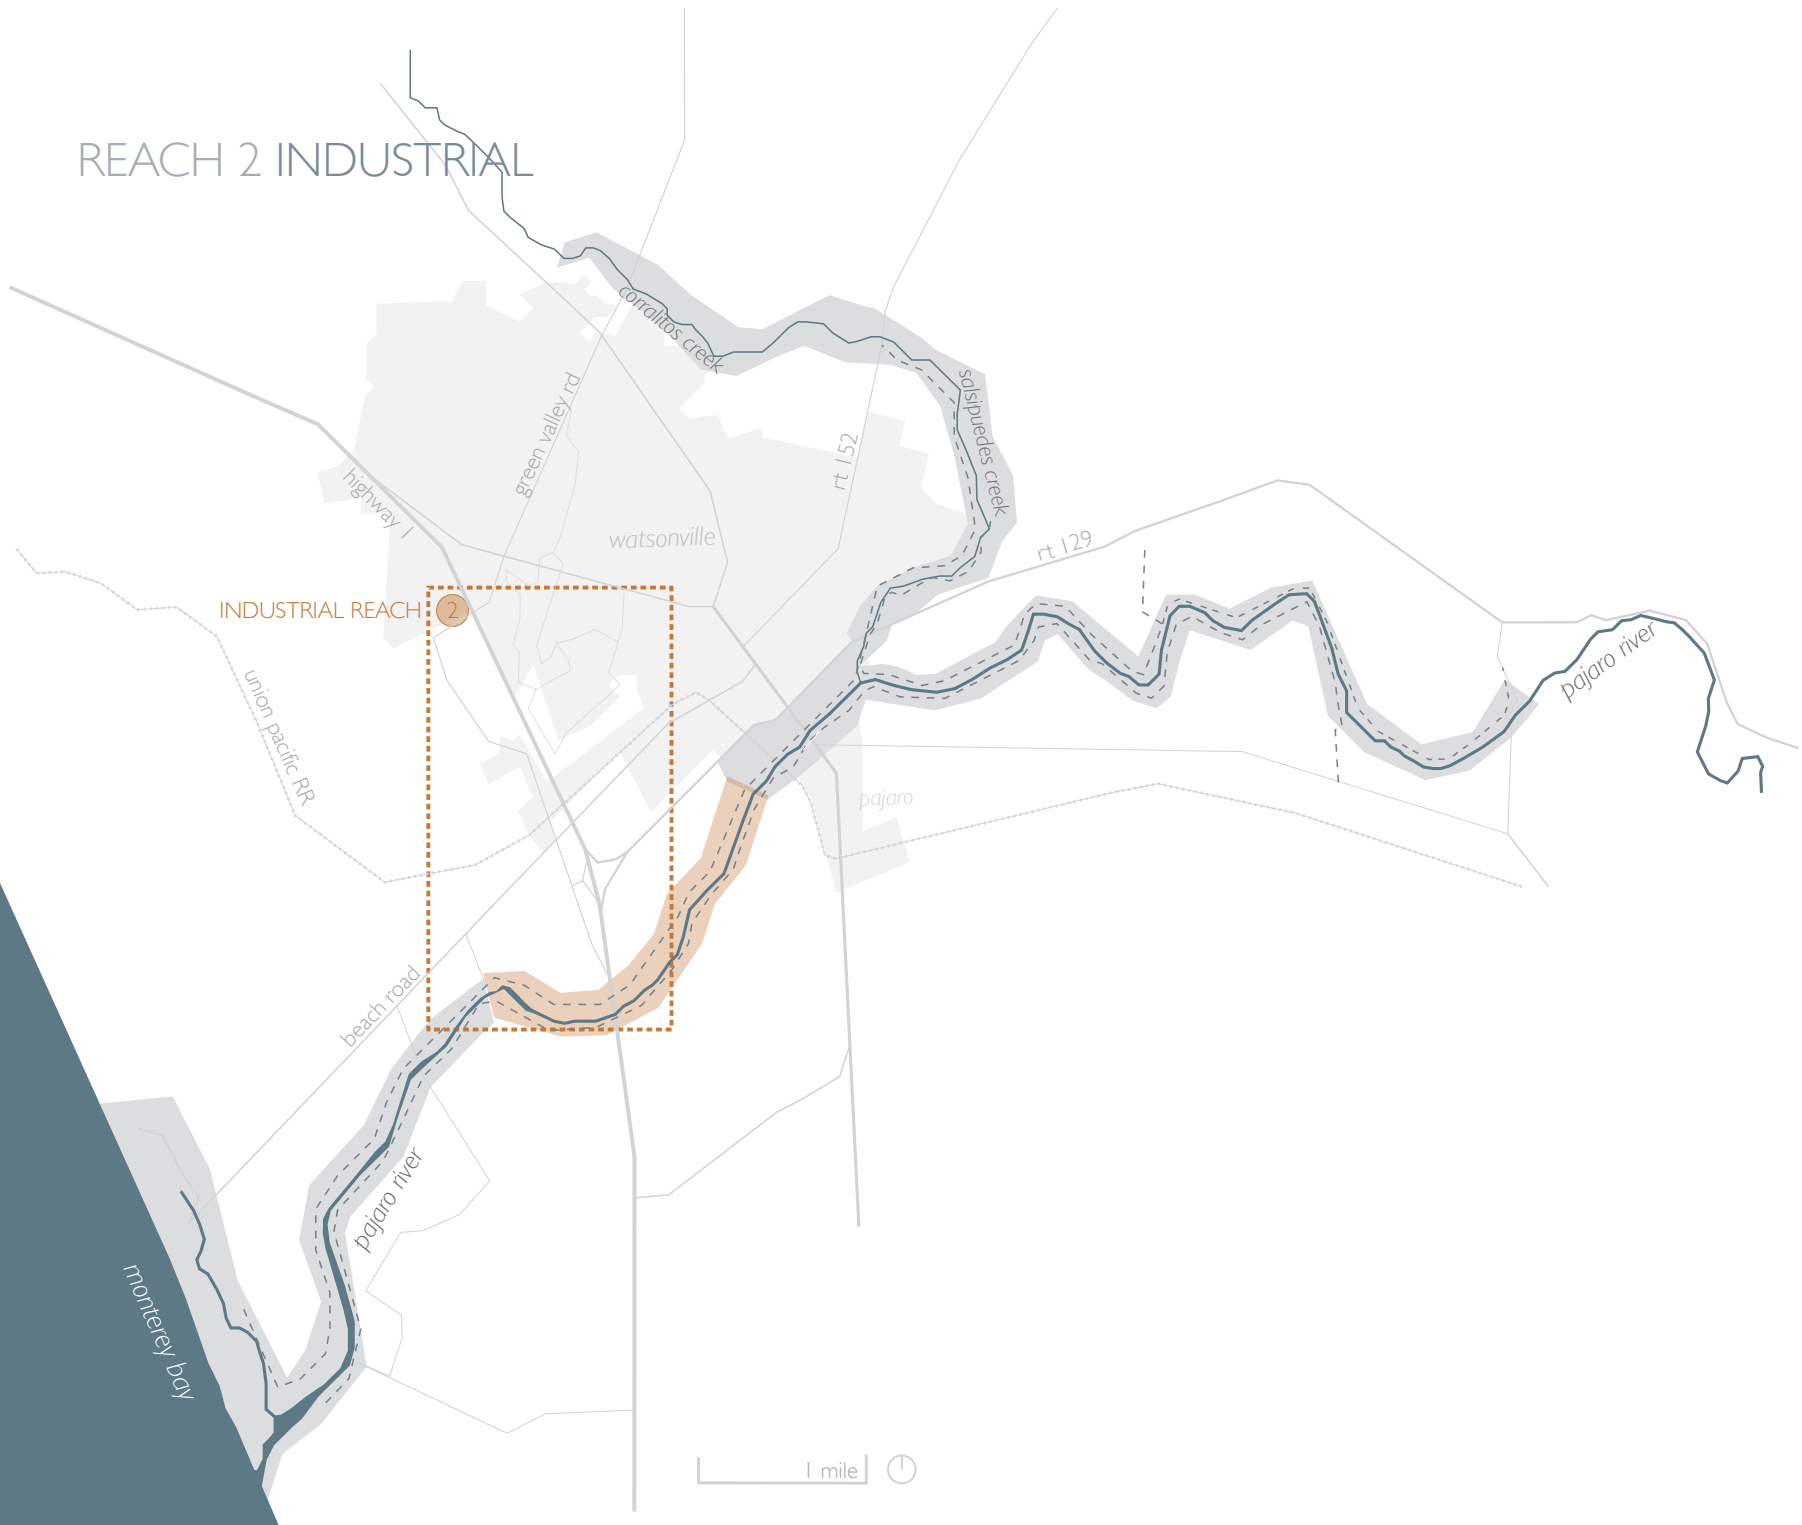 REACH 2 INDUSTRIAL
corralitos creek
salsipuedes creek
green valley rd
rt 152
highway 1
watsonville
rt 129
INDUSTRIAL REACH 2
pajaro river
union pacific RR
pajaro
beach road
pajaro river
monterey bay
1 mile